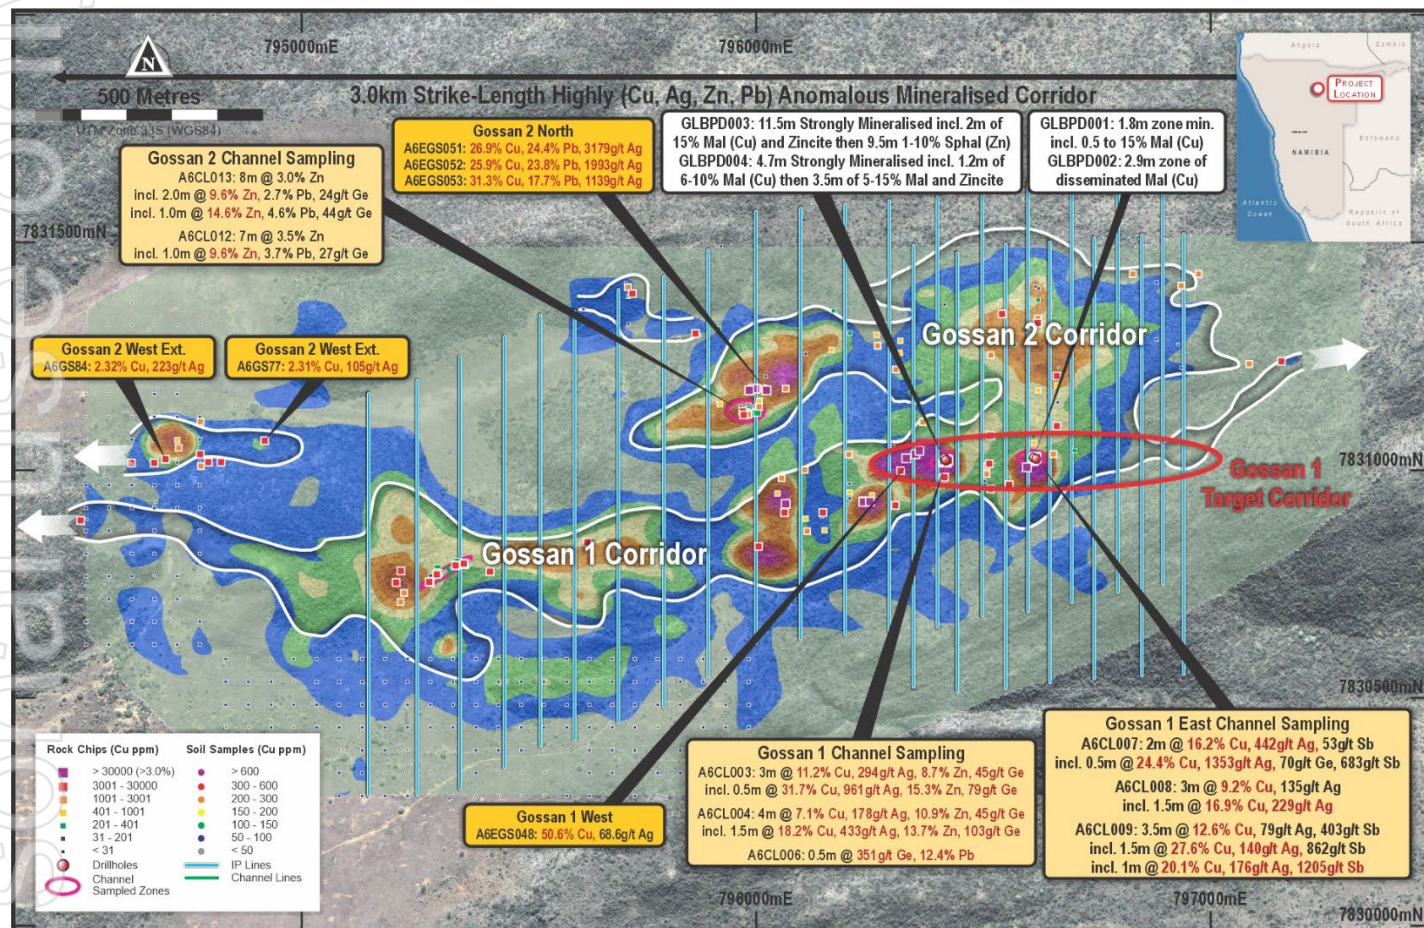 795000mE
796000mE
N
500 Metres
UTM Zone 33S (WGS84)
3.0km Strike-Length Highly (Cu, Ag, Zn, Pb) Anomalous Mineralised Corridor
Angora
Zambia
PROJECT
LOCATION
NAMIBIA
Botswana
Atlantic
Ocean
Republic of
South Africa
Gossan 2 Channel Sampling
A6CL013: 8m @ 3.0% Zn
incl. 2.0m @ 9.6% Zn, 2.7% Pb, 24g/t Ge
incl. 1.0m @ 14.6% Zn, 4.6% Pb, 44g/t Ge
A6CL012: 7m @ 3.5% Zn
incl. 1.0m @ 9.6% Zn, 3.7% Pb, 27g/t Ge
Gossan 2 North
A6EGS051: 26.9% Cu, 24.4% Pb, 3179g/t Ag
A6EGS052: 25.9% Cu, 23.8% Pb, 1993g/t Ag
A6EGS053: 31.3% Cu, 17.7% Pb, 1139g/t Ag
GLBPD003: 11.5m Strongly Mineralised incl. 2m of
15% Mal (Cu) and Zincite then 9.5m 1-10% Sphal (Zn)
GLBPD004: 4.7m Strongly Mineralised incl. 1.2m of
6-10% Mal (Cu) then 3.5m of 5-15% Mal and Zincite
GLBPD001: 1.8m zone min.
incl. 0.5 to 15% Mal (Cu)
GLBPD002: 2.9m zone of
disseminated Mal (Cu)
7831500mN
Gossan 2 West Ext.
A6GS84: 2.32% Cu, 223g/t Ag
Gossan 2 West Ext.
A6GS77: 2.31% Cu, 105g/t Ag
Gossan 2 Corridor
7831000mN
Gossan 1
Target Corridor
Gossan 1 Corridor
7830500mN
Rock Chips (Cu ppm)
> 30000 (>3.0%)
3001 - 30000
1001 - 3001
401 - 1001
201 - 401
31 - 201
< 31
Drillholes
Channel
Sampled Zones
Soil Samples (Cu ppm)
> 600
300 - 600
200 - 300
150 - 200
100 - 150
50 - 100
< 50
IP Lines
Channel Lines
Gossan 1 West
A6EGS048: 50.6% Cu, 68.6g/t Ag
Gossan 1 Channel Sampling
A6CL003: 3m @ 11.2% Cu, 294g/t Ag, 8.7% Zn, 45g/t Ge
incl. 0.5m @ 31.7% Cu, 961g/t Ag, 15.3% Zn, 79g/t Ge
A6CL004: 4m @ 7.1% Cu, 178g/t Ag, 10.9% Zn, 45g/t Ge
incl. 1.5m @ 18.2% Cu, 433g/t Ag, 13.7% Zn, 103g/t Ge
A6CL006: 0.5m @ 351g/t Ge, 12.4% Pb
Gossan 1 East Channel Sampling
A6CL007: 2m @ 16.2% Cu, 442g/t Ag, 53g/t Sb
incl. 0.5m @ 24.4% Cu, 1353g/t Ag, 70g/t Ge, 683g/t Sb
A6CL008: 3m @ 9.2% Cu, 135g/t Ag
incl. 1.5m @ 16.9% Cu, 229g/t Ag
A6CL009: 3.5m @ 12.6% Cu, 79g/t Ag, 403g/t Sb
incl. 1.5m @ 27.6% Cu, 140g/t Ag, 862g/t Sb
incl. 1m @ 20.1% Cu, 176g/t Ag, 1205g/t Sb
796000mE
797000mE
7830000mN